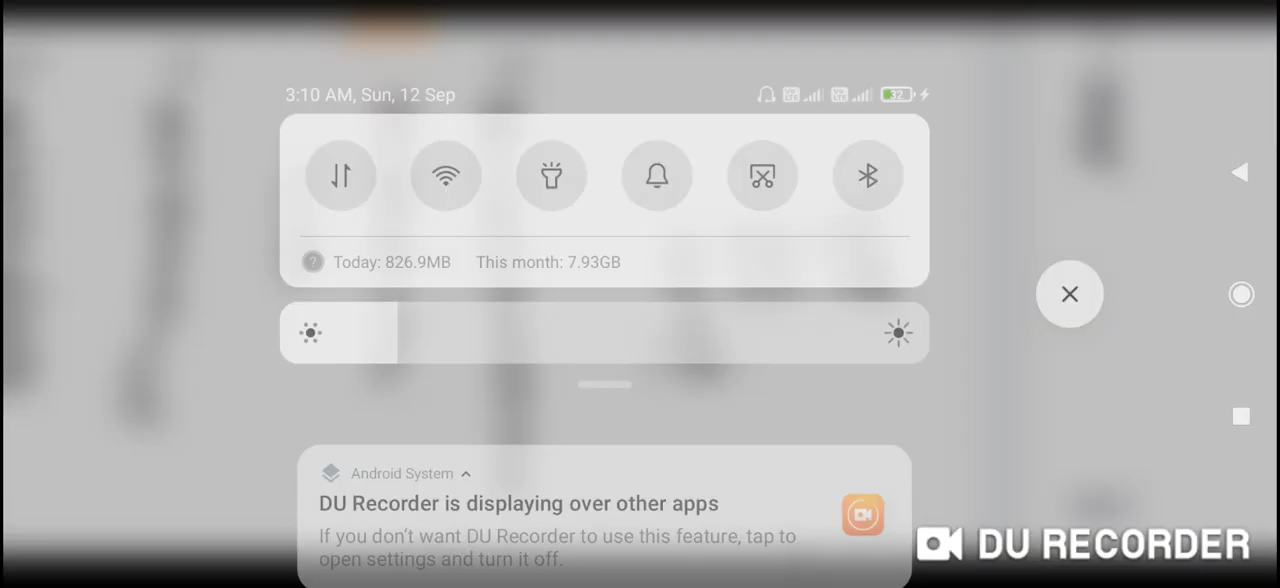 3:10 AM, Sun, 12 Sep
32
Today: 826.9MB This month: 7.93GB
Android System
DU Recorder is displaying over other apps
If you don't want DU Recorder to use this feature, tap to
open settings and turn it off.
DU RECORDER